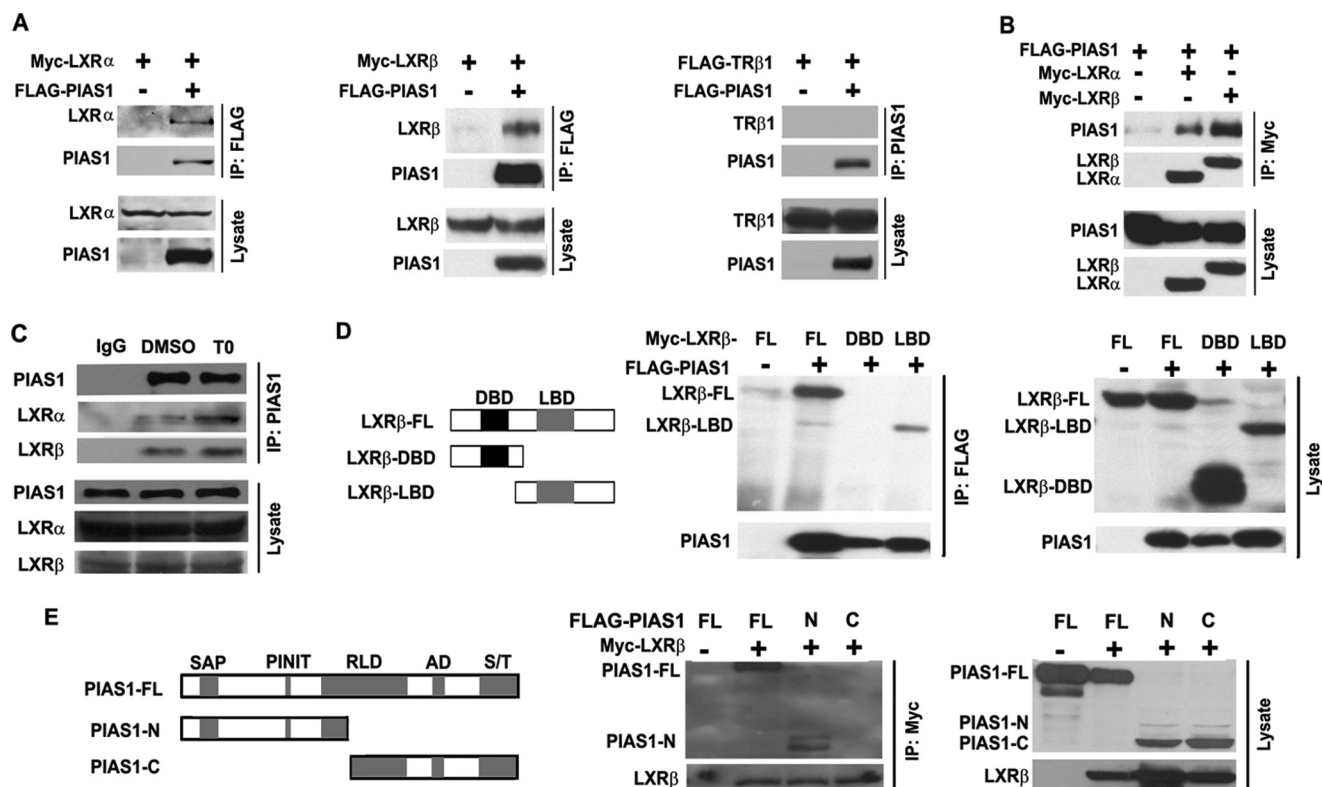 A
Myc-LXRα + +
FLAG-PIAS1 - +
LXRα
PIAS1
IP: FLAG
LXRα
PIAS1
Lysate
Myc-LXRβ + +
FLAG-PIAS1 - +
LXRβ
PIAS1
IP: FLAG
LXRβ
PIAS1
Lysate
FLAG-TRβ1 + +
FLAG-PIAS1 - +
TRβ1
PIAS1
IP: PIAS1
TRβ1
PIAS1
Lysate
B
FLAG-PIAS1 + + +
Myc-LXRα - + -
Myc-LXRβ - - +
PIAS1
LXRβ
LXRα
IP: Myc
PIAS1
LXRβ
LXRα
Lysate
C
IgG DMSO T0
PIAS1
LXRα
LXRβ
IP: PIAS1
PIAS1
LXRα
LXRβ
Lysate
D
DBD LBD
LXRβ-FL
LXRβ-DBD
LXRβ-LBD
Myc-LXRβ- FL FL DBD LBD
FLAG-PIAS1 - + + +
LXRβ-FL
LXRβ-LBD
PIAS1
IP: FLAG
FL FL DBD LBD
- + + +
LXRβ-FL
LXRβ-LBD
LXRβ-DBD
PIAS1
Lysate
E
SAP PINIT RLD AD S/T
PIAS1-FL
PIAS1-N
PIAS1-C
FLAG-PIAS1 FL FL N C
Myc-LXRβ - + + +
PIAS1-FL
PIAS1-N
LXRβ
IP: Myc
FL FL N C
- + + +
PIAS1-FL
PIAS1-N
PIAS1-C
LXRβ
Lysate